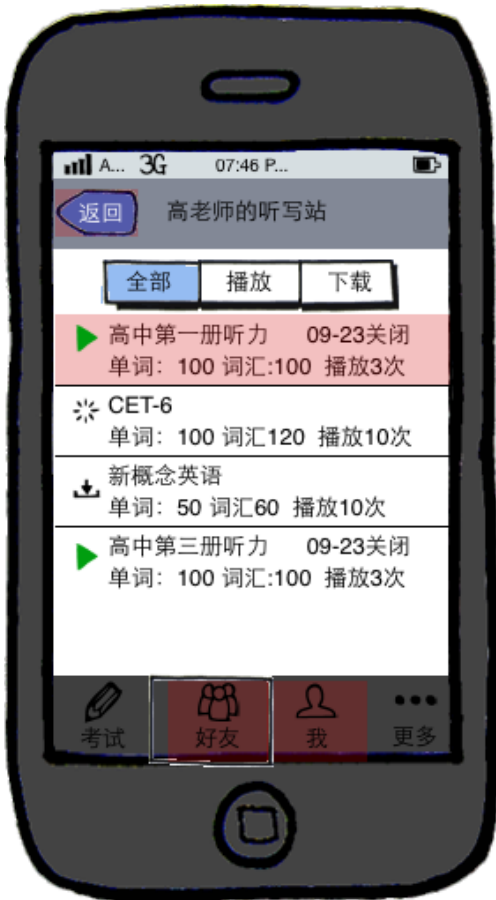 A... 3G 07:46 P...
返回 高老师的听写站
全部 播放 下载
高中第一册听力 09-23关闭
单词：100 词汇:100 播放3次
CET-6
单词：100 词汇120 播放10次
新概念英语
单词：50 词汇60 播放10次
高中第三册听力 09-23关闭
单词：100 词汇:100 播放3次
考试 好友 我 更多